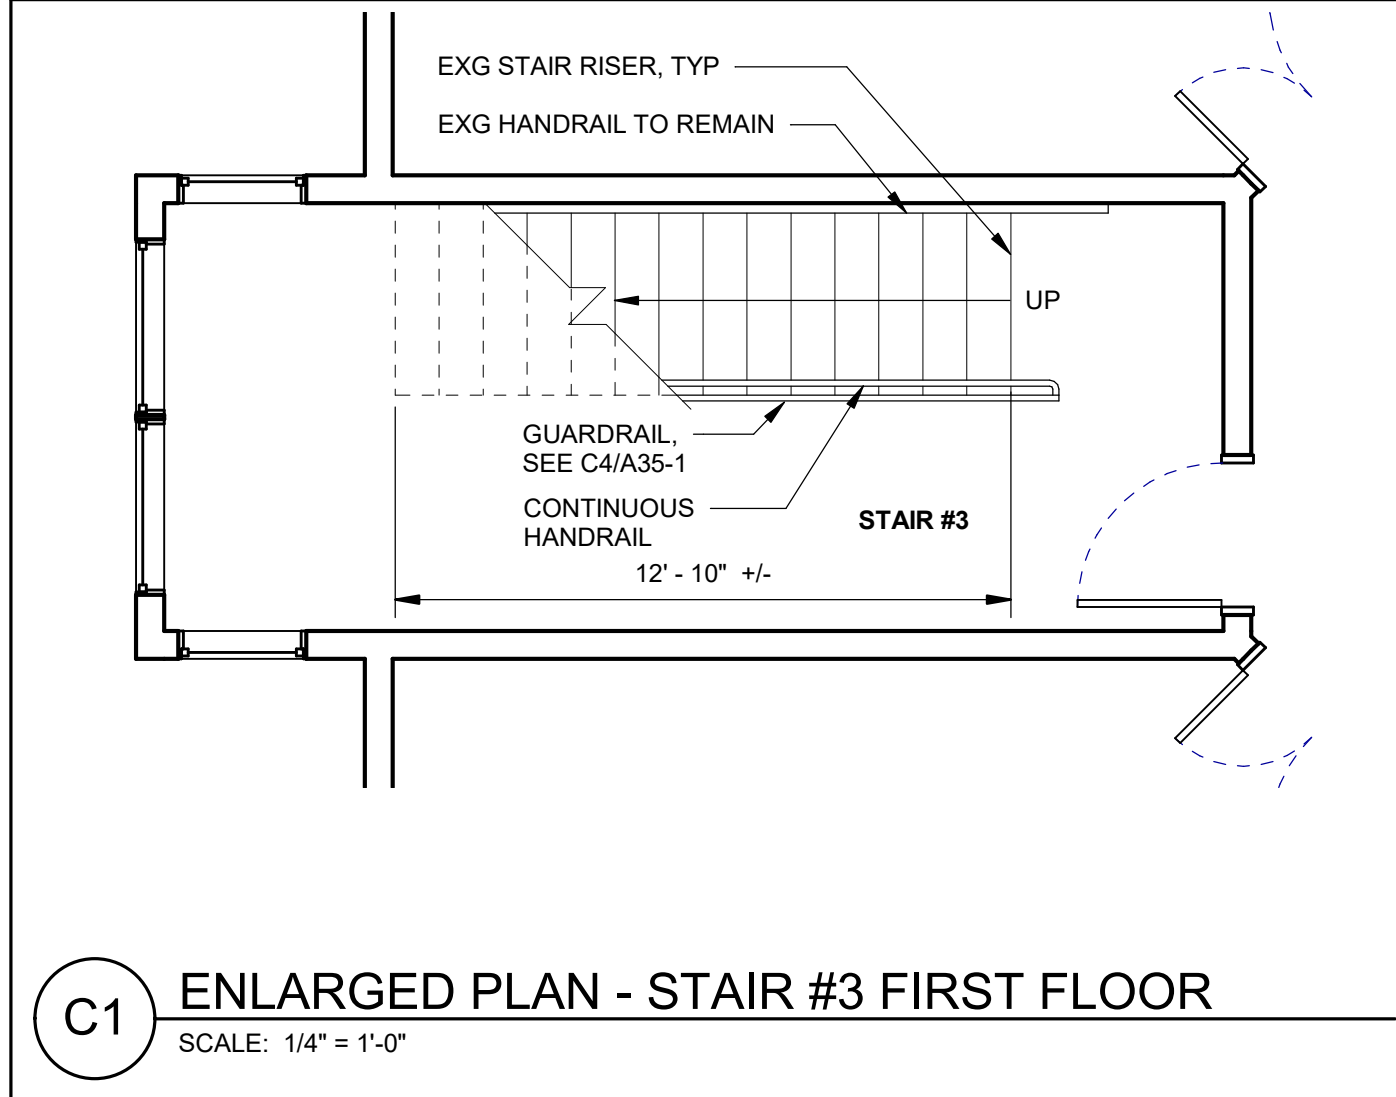 EXG STAIR RISER, TYP
EXG HANDRAIL TO REMAIN
UP
GUARDRAIL,
SEE C4/A35-1
CONTINUOUS
HANDRAIL
STAIR #3
12' - 10" +/-
C1
ENLARGED PLAN - STAIR #3 FIRST FLOOR
SCALE: 1/4" = 1'-0"